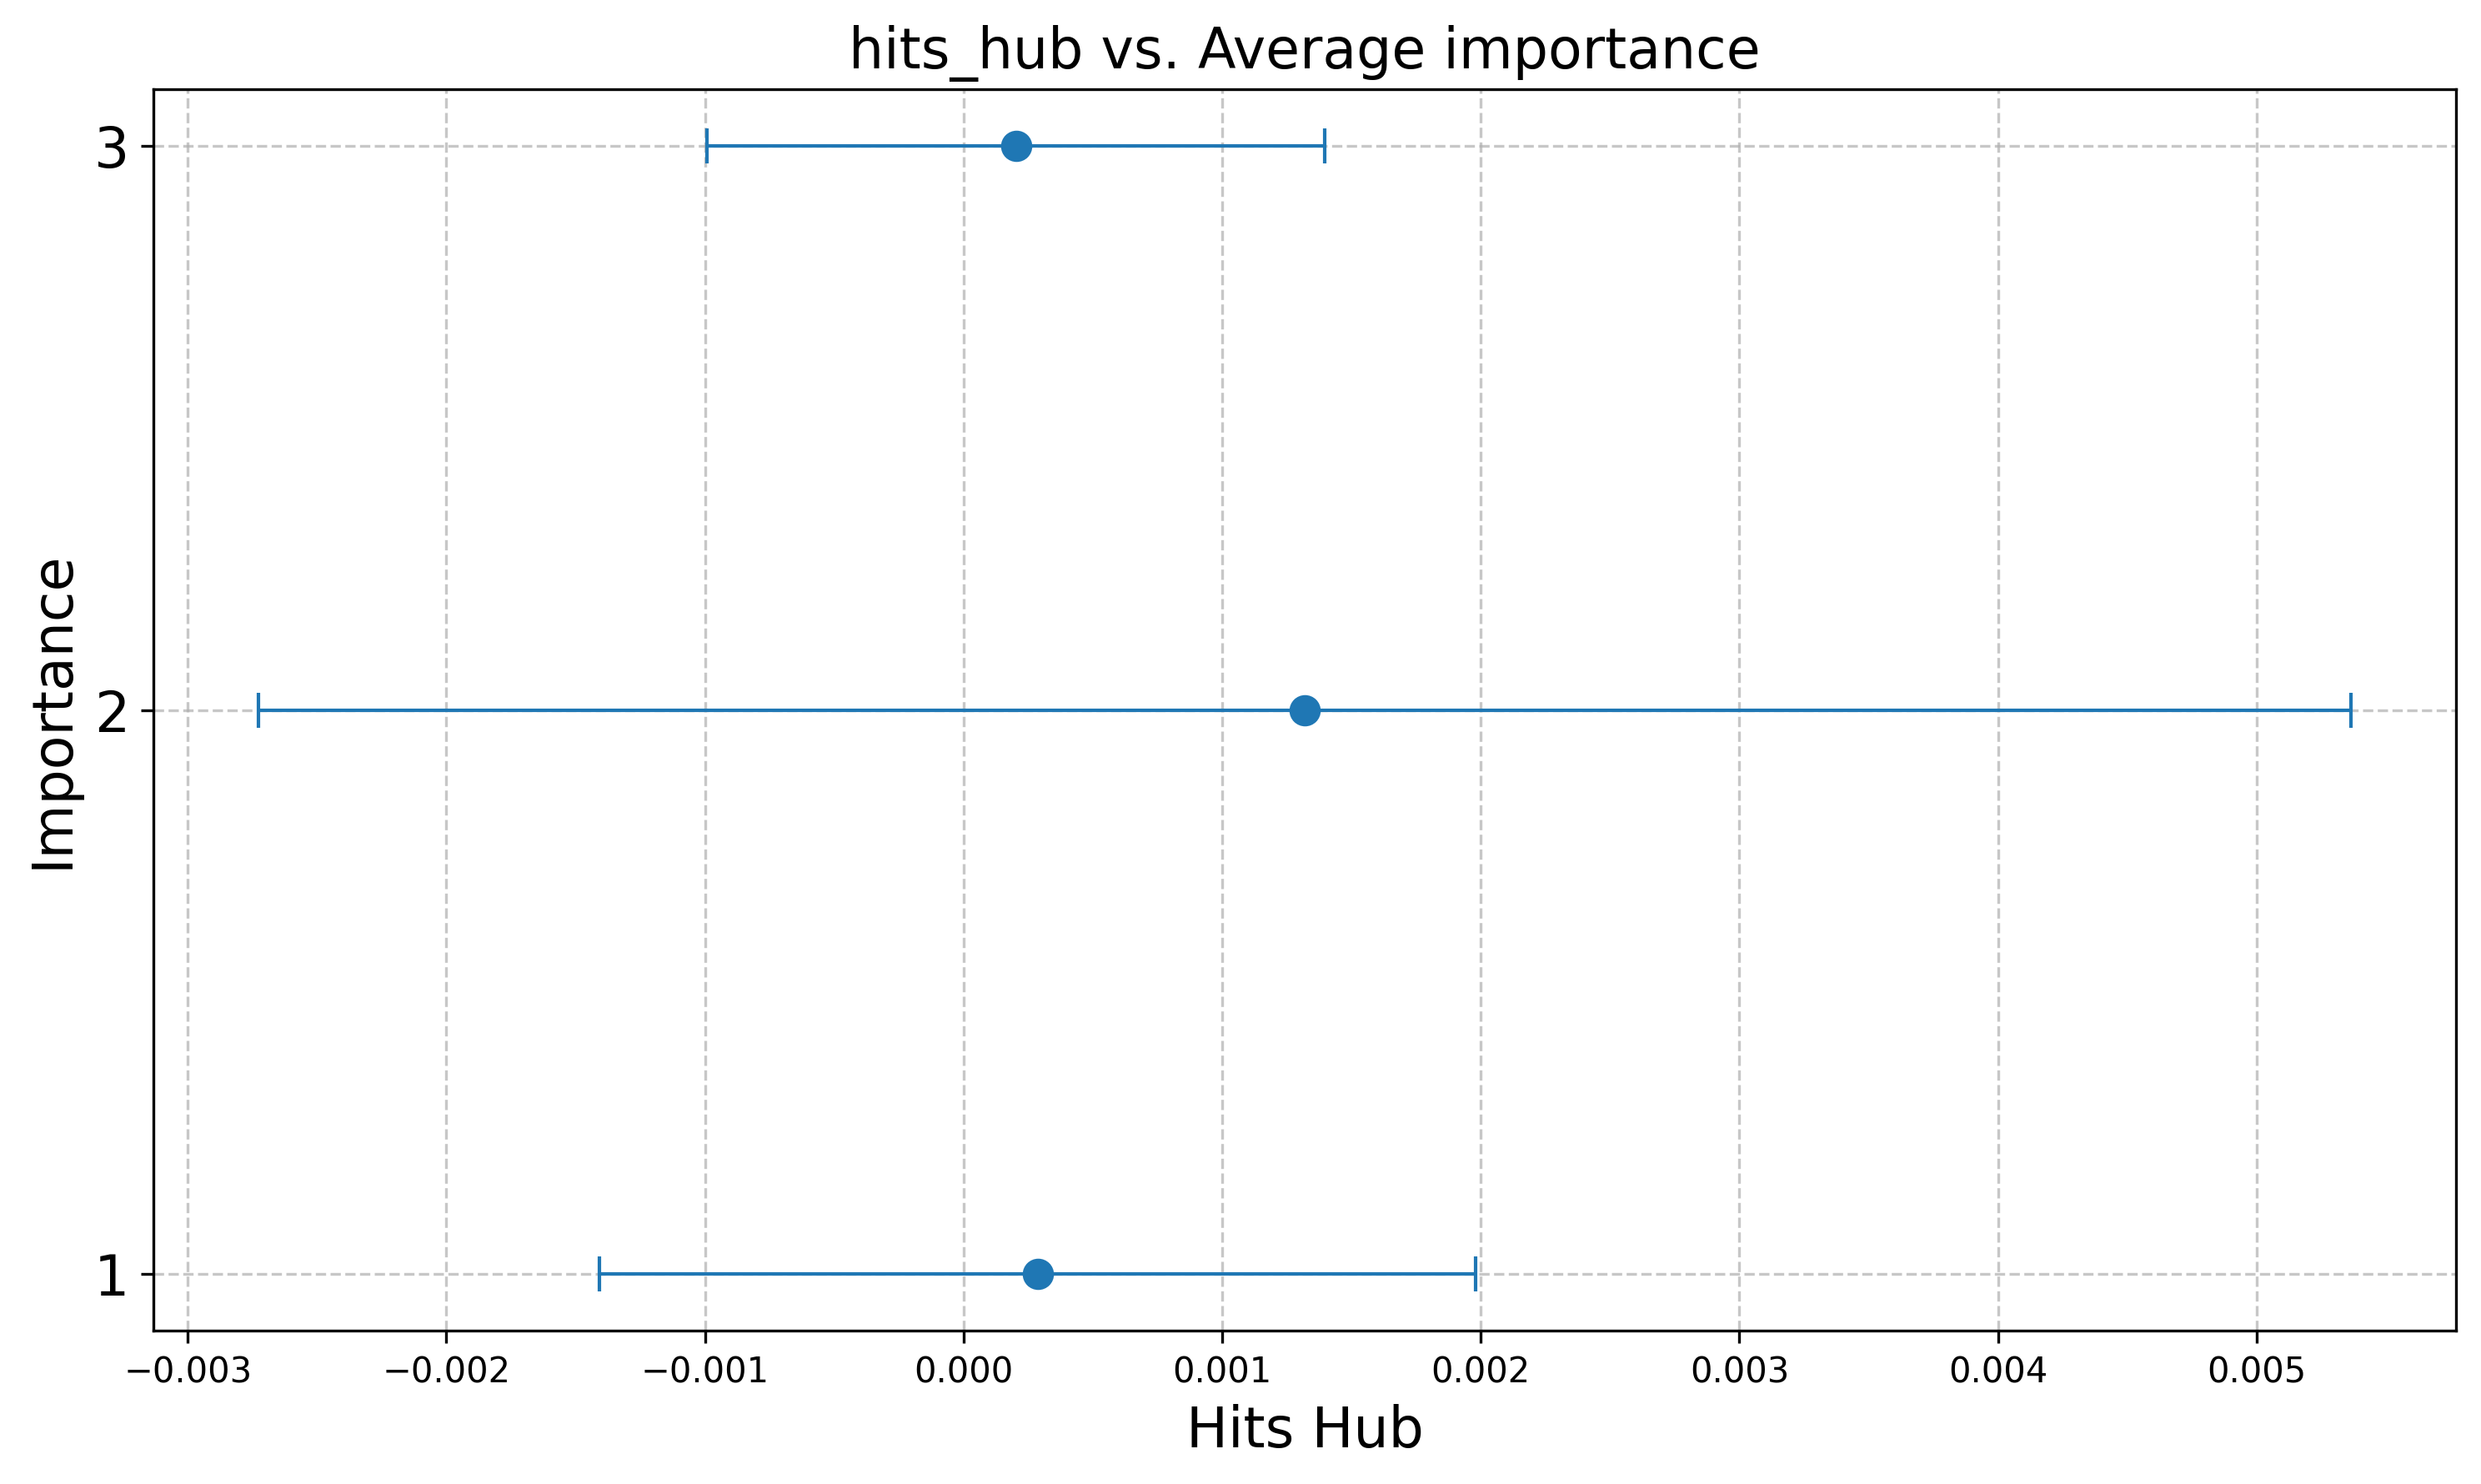 hits_hub vs. Average importance
3
2
1
Importance
−0.003 −0.002 −0.001 0.000 0.001 0.002 0.003 0.004 0.005
Hits Hub